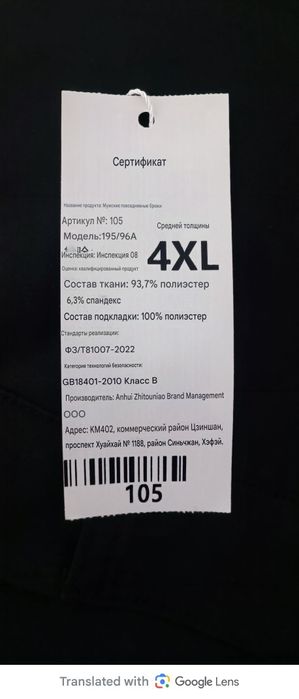 Сертификат
Название продукта: Мужские повседневные брюки
Артикул №: 105
Средней толщины
Модель:195/96A
4XL
Инспекция: Инспекция 08
Оценка: квалифицированный продукт
Состав ткани: 93,7% полиэстер
6,3% спандекс
Состав подкладки: 100% полиэстер
Стандарты реализации:
ФЗ/Т81007-2022
Категория технологий безопасности:
GB18401-2010 Класс B
Производитель: Anhui Zhitouniao Brand Management
ООО
Адрес: KM402, коммерческий район Цзиншан,
проспект Хуайхай № 1188, район Синьчжан, Хэфэй.
105
Translated with Google Lens